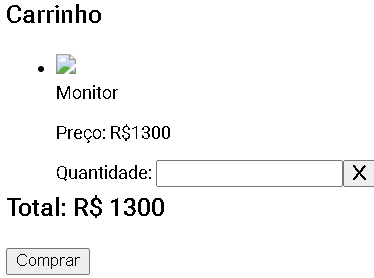 Carrinho
Monitor
Preço: R$1300
Quantidade: X
Total: R$ 1300
Comprar